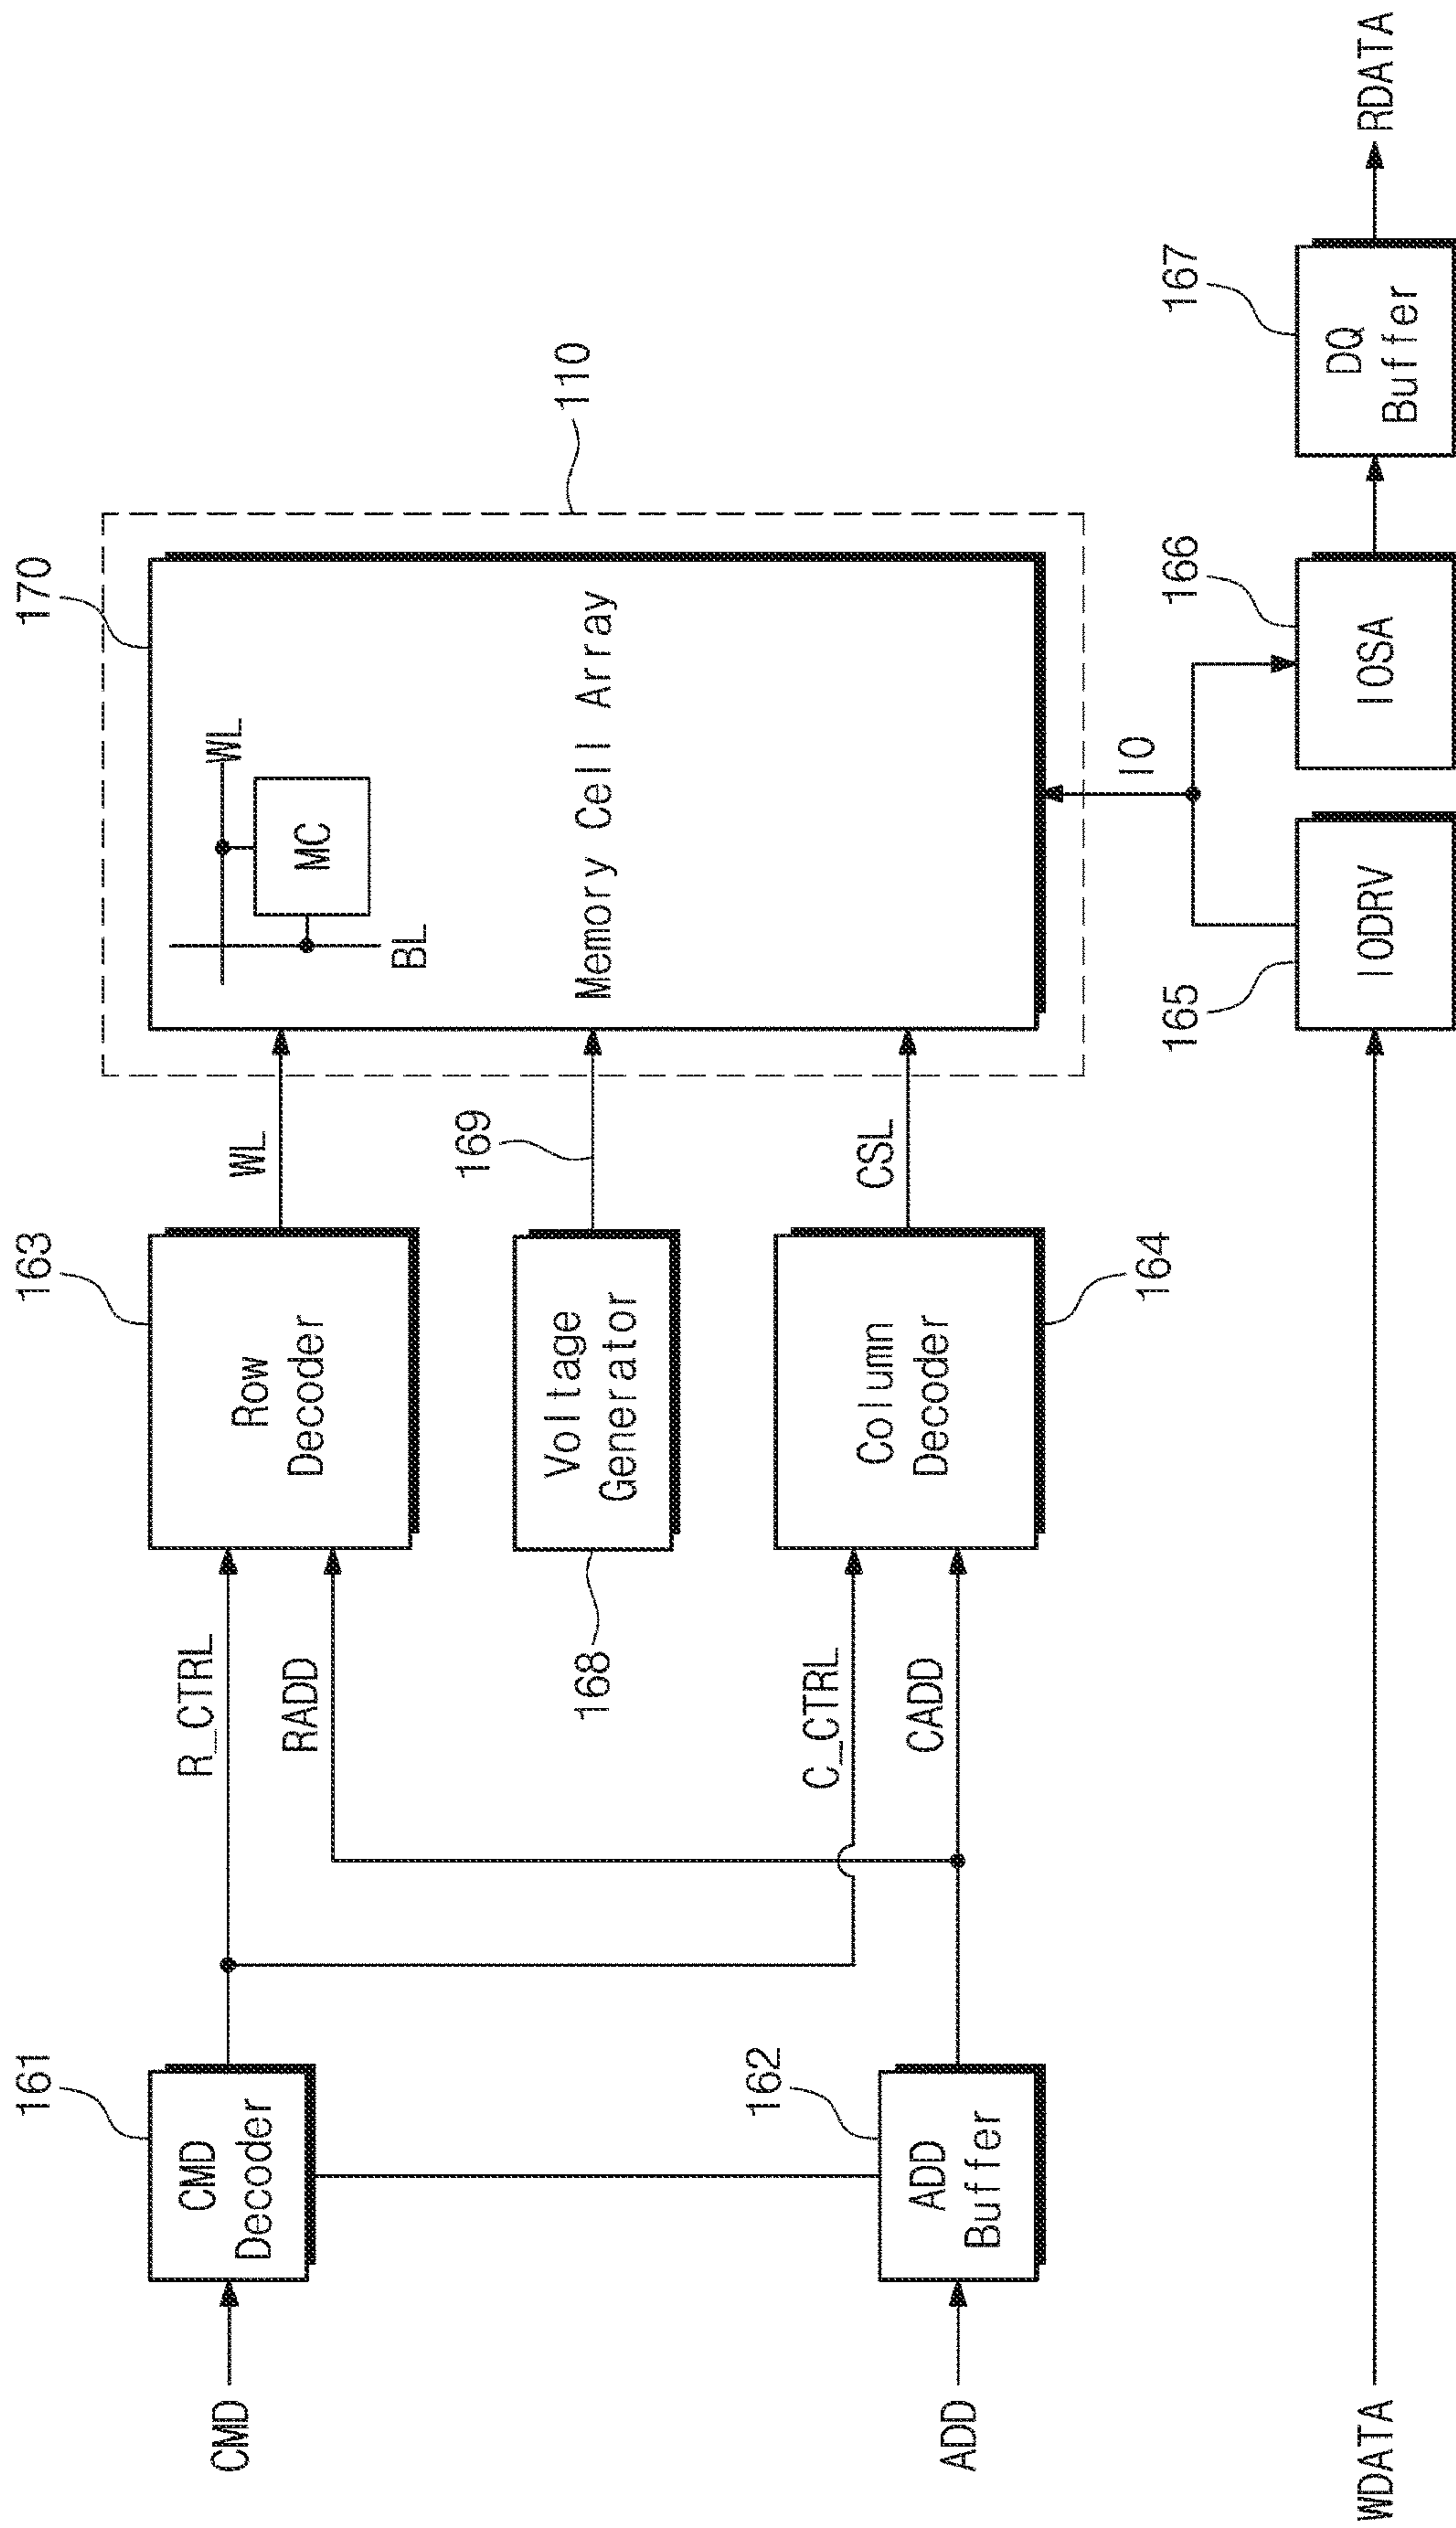 170
110
WL
MC
BL
Memory Cell Array
163
Row
Decoder
WL
R_CTRL
RADD
161
CMD
Decoder
CMD
Voltage
Generator
168
169
164
Column
Decoder
CSL
C_CTRL
CADD
162
ADD
Buffer
ADD
IO
WDATA
165
IODRV
166
IOSA
167
DQ
Buffer
RDATA